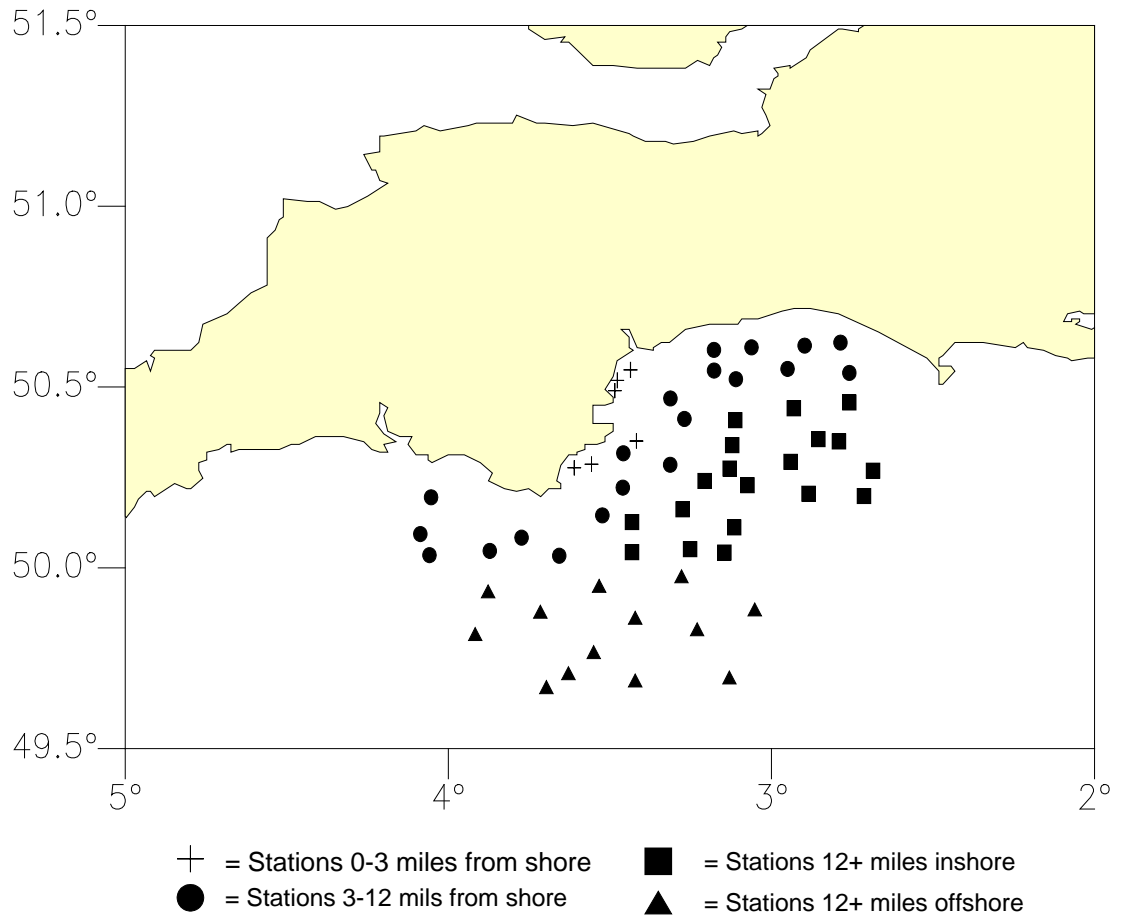 51.5°
51.0°
50.5°
50.0°
49.5°
5° 4° 3° 2°
= Stations 0-3 miles from shore
= Stations 12+ miles inshore
= Stations 3-12 mils from shore
= Stations 12+ miles offshore